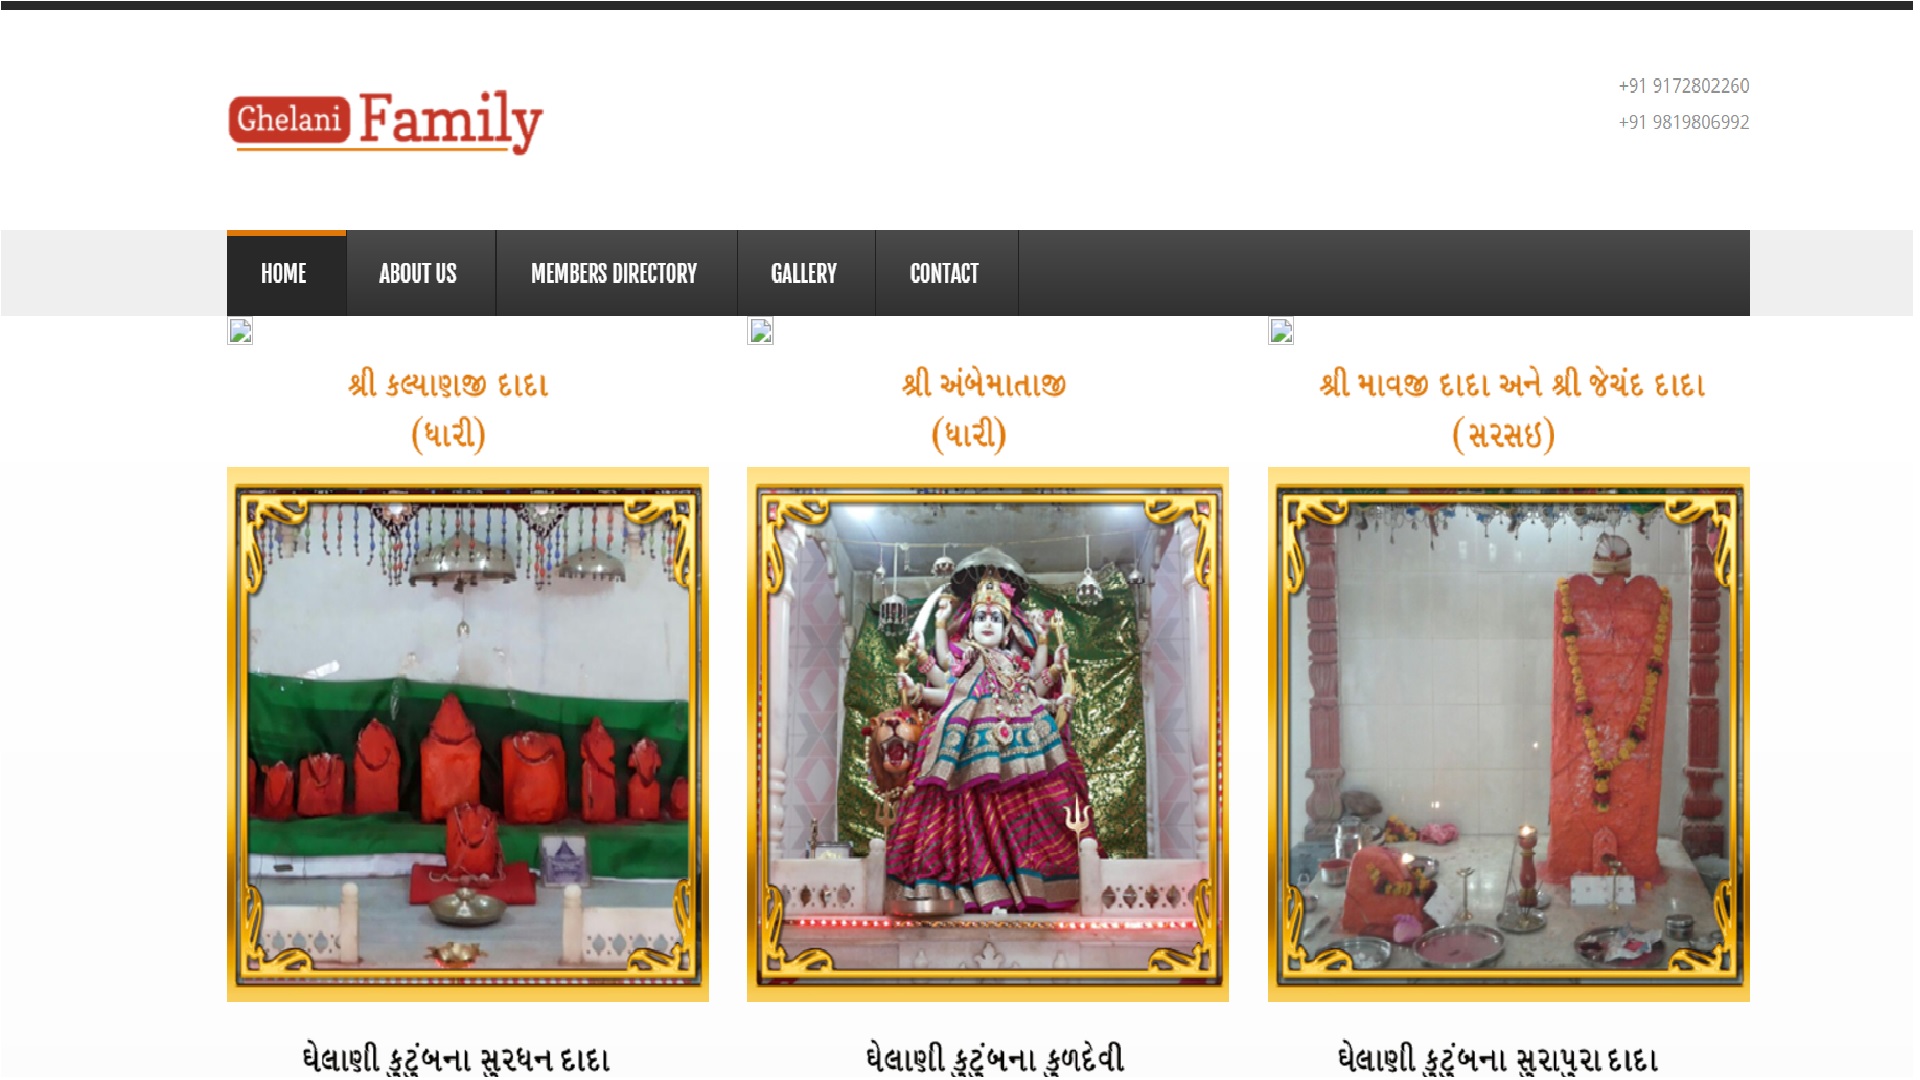 Ghelani Family
+91 9172802260
+91 9819806992
HOME ABOUT US MEMBERS DIRECTORY GALLERY CONTACT
શ્રી કલ્યાણજી દાદા
(ધારી)
શ્રી અંબેમાતાજી
(ધારી)
શ્રી માવજી દાદા અને શ્રી જેચંદ દાદા
(સરસઇ)
ઘેલાણી કુટુંબના સુરધન દાદા
ઘેલાણી કુટુંબના કુળદેવી
ઘેલાણી કુટુંબના સુરાપુરા દાદા